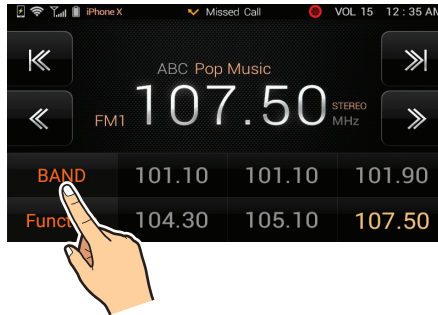 iPhone X Missed Call VOL 15 12 : 35 AM
ABC Pop Music
FM1 107.50 STEREO
MHz
BAND 101.10 101.10 101.90
Funct 104.30 105.10 107.50